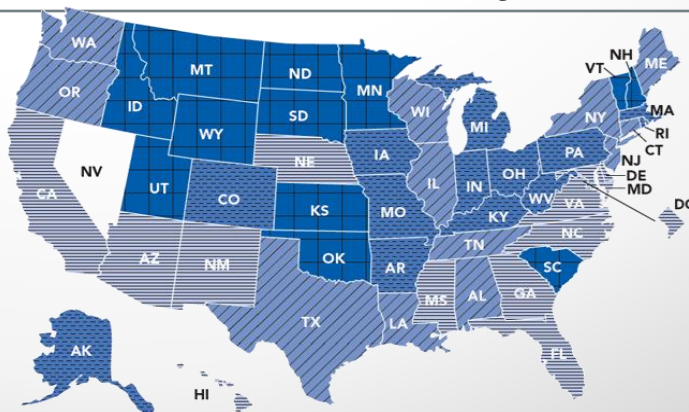 WA
MT
ND
MN
VT
NH
ME
OR
ID
WY
SD
WI
MI
NY
MA
RI
CT
NV
UT
CO
NE
IA
IL
IN
OH
PA
NJ
DE
MD
CA
KS
MO
KY
WV
VA
DC
AZ
NM
OK
AR
TN
NC
SC
TX
LA
MS
AL
GA
FL
AK
HI